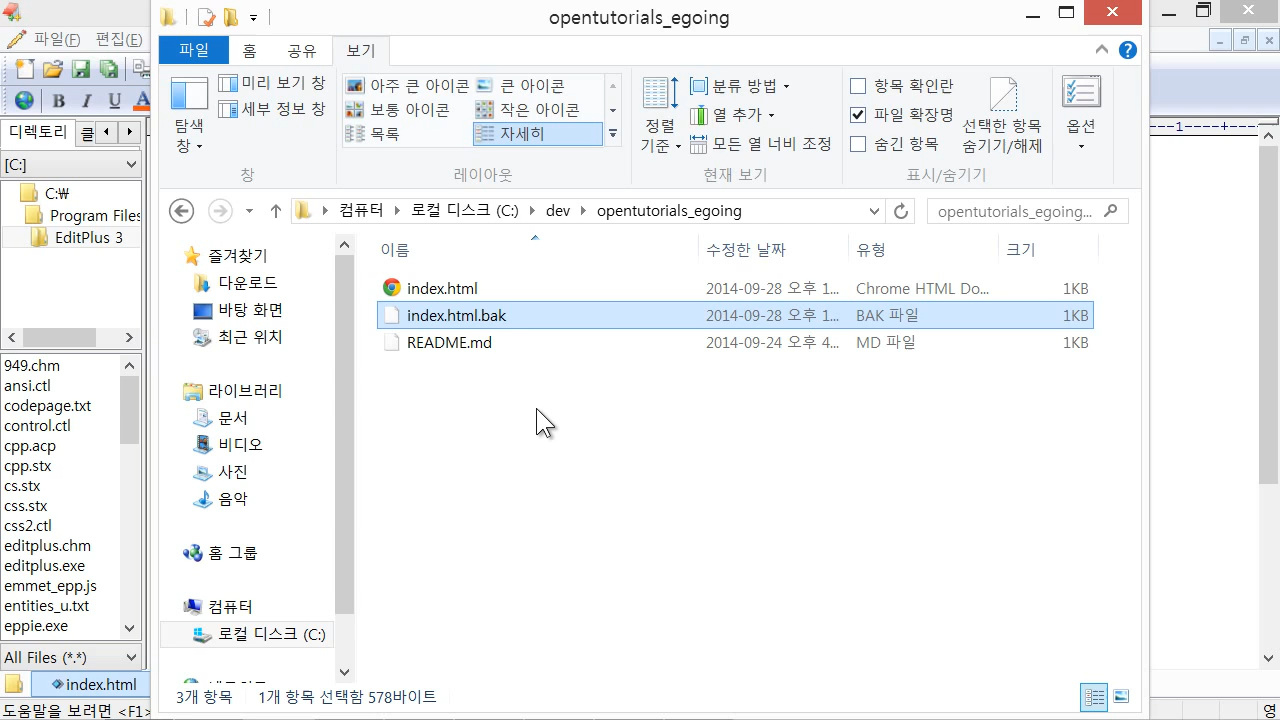 opentutorials_egoing
파일(F) 편집(E)
파일 홈 공유 보기
B I U A
탐색
창
미리 보기 창
세부 정보 창
창
아주 큰 아이콘 큰 아이콘
보통 아이콘 작은 아이콘
목록 자세히
레이아웃
정렬
기준
분류 방법
열 추가
모든 열 너비 조정
현재 보기
항목 확인란
파일 확장명
숨긴 항목
선택한 항목
숨기기/해제
표시/숨기기
옵션
디렉토리 클
[C:]
C:₩
Program Files
EditPlus 3
----1----+----
컴퓨터 로컬 디스크 (C:) dev opentutorials_egoing
opentutorials_egoing...
즐겨찾기
다운로드
바탕 화면
최근 위치
라이브러리
문서
비디오
사진
음악
홈 그룹
컴퓨터
로컬 디스크 (C:)
이름 수정한 날짜 유형 크기
index.html 2014-09-28 오후 1... Chrome HTML Do... 1KB
index.html.bak 2014-09-28 오후 1... BAK 파일 1KB
README.md 2014-09-24 오후 4... MD 파일 1KB
949.chm
ansi.ctl
codepage.txt
control.ctl
cpp.acp
cpp.stx
cs.stx
css.stx
css2.ctl
editplus.chm
editplus.exe
emmet_epp.js
entities_u.txt
eppie.exe
All Files (*.*)
index.html
3개 항목 1개 항목 선택함 578바이트
도움말을 보려면 <F1>
영